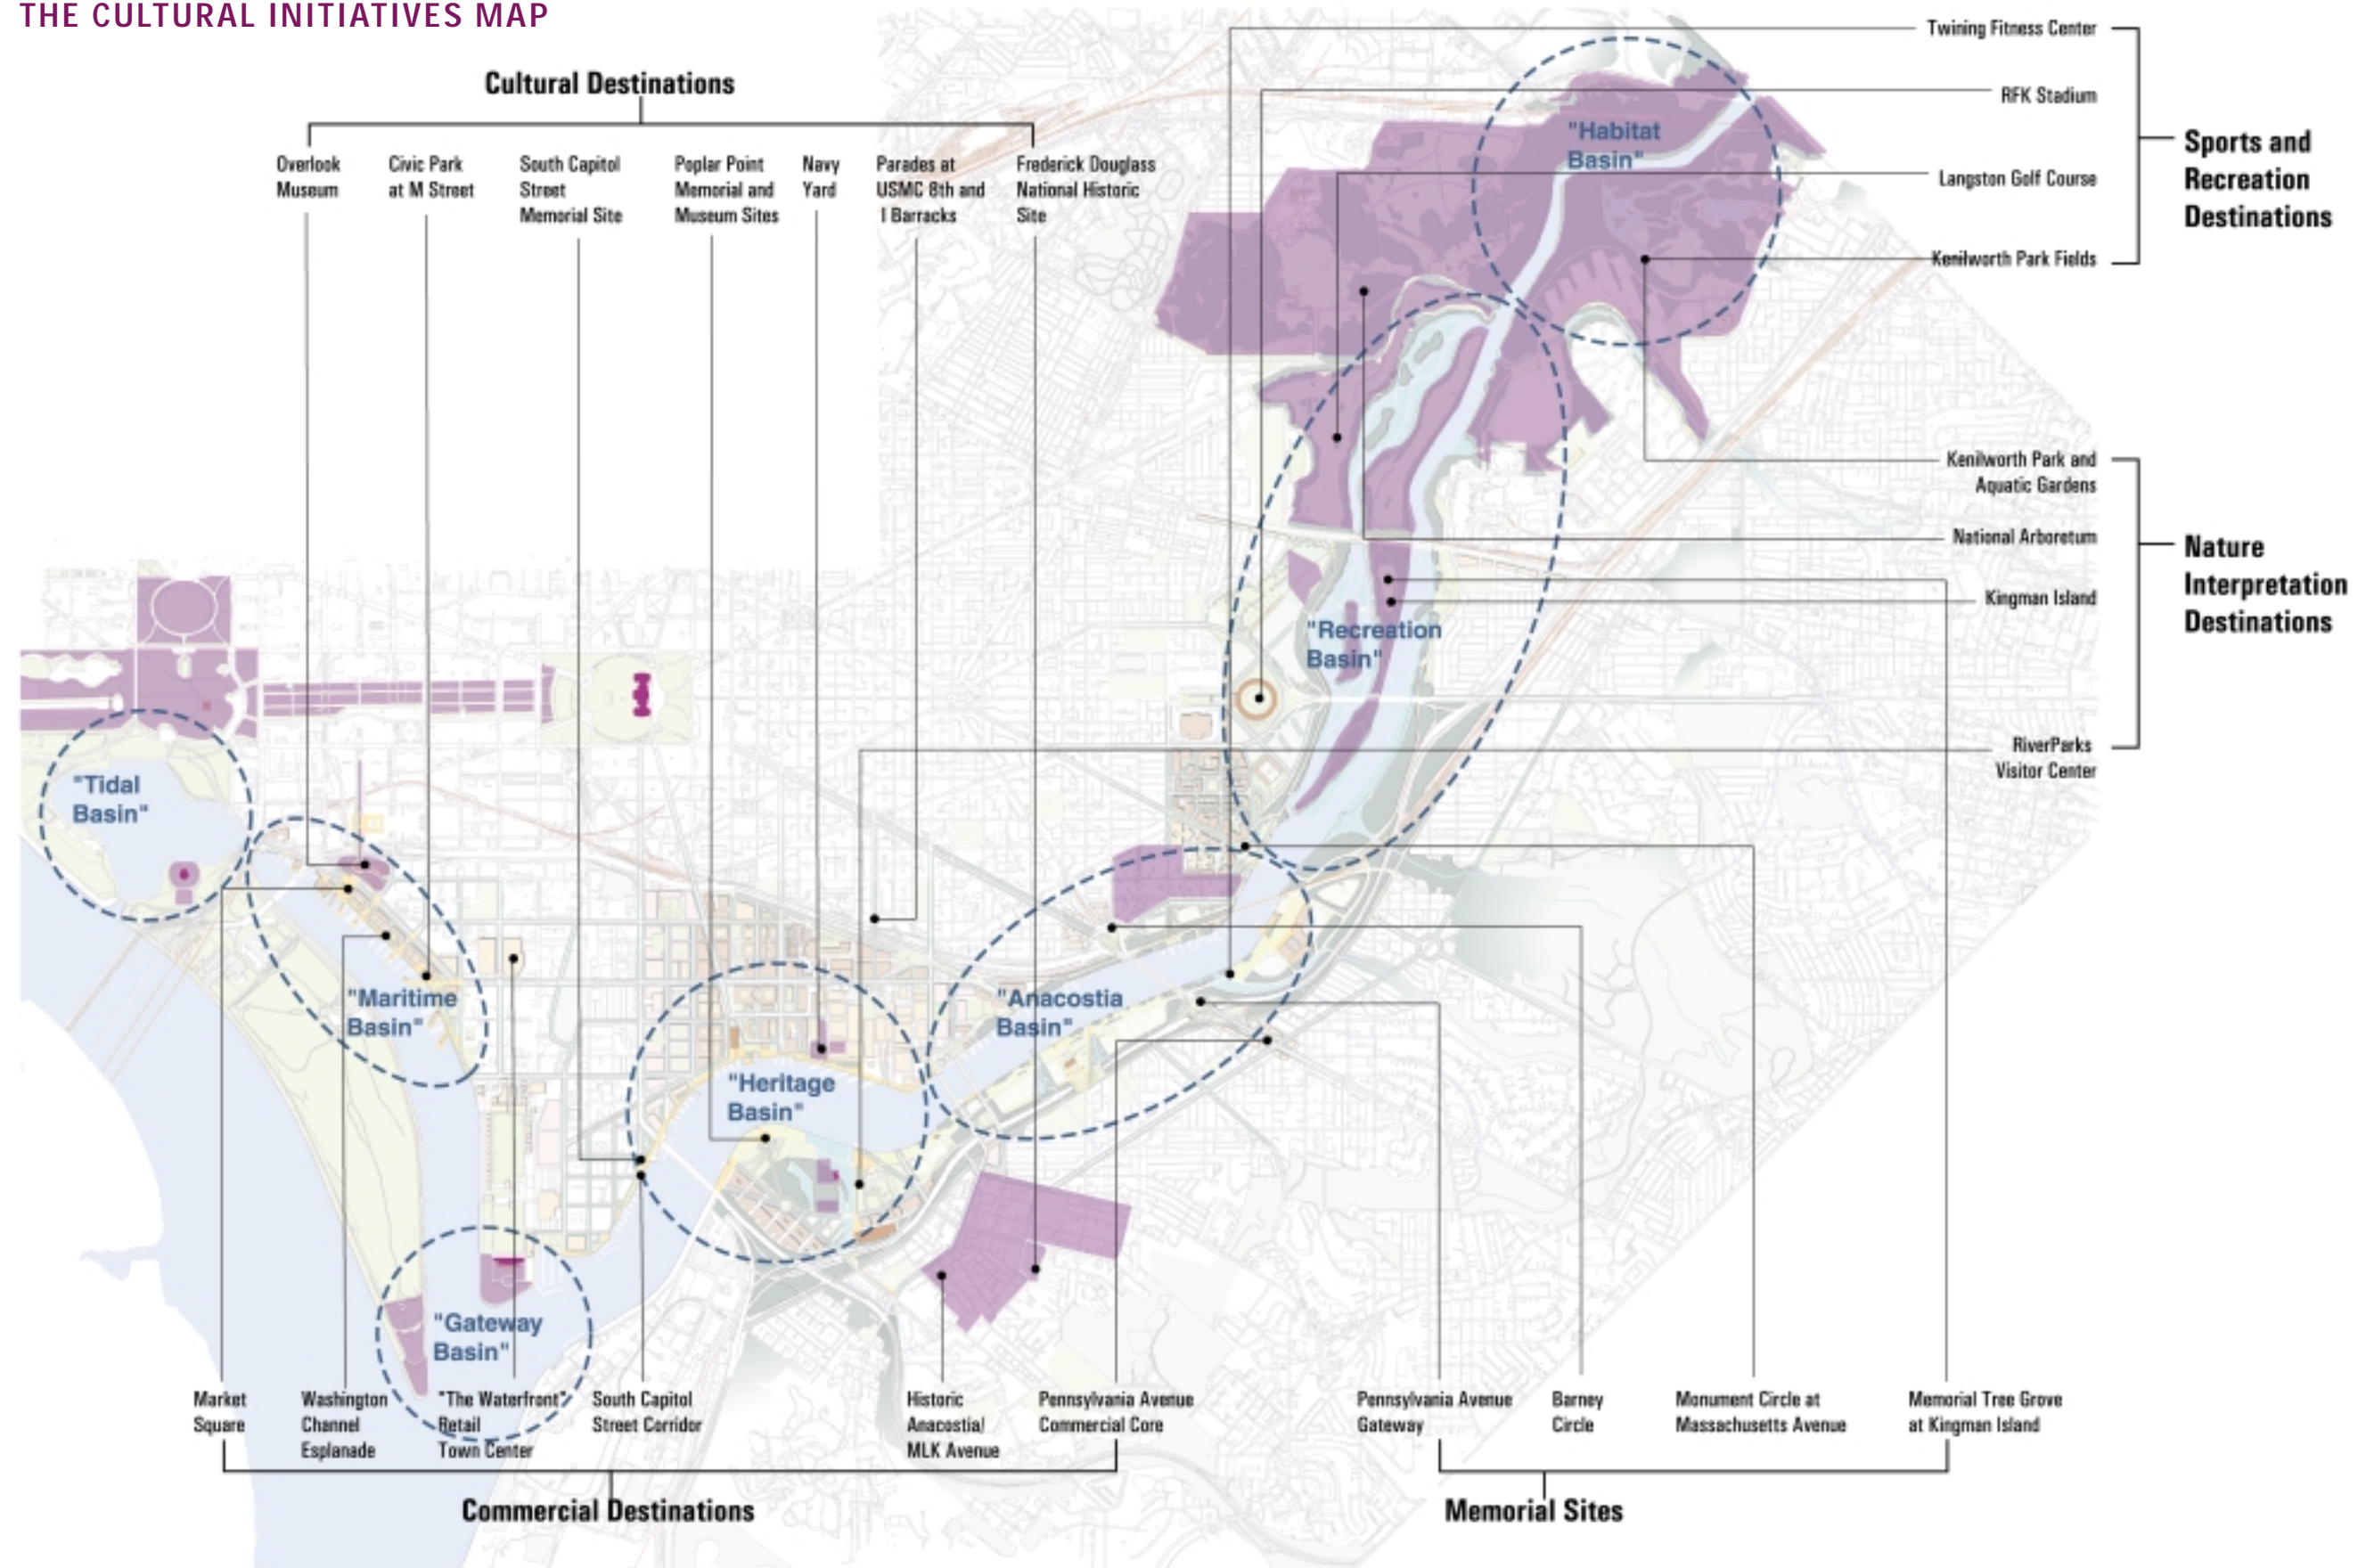 THE CULTURAL INITIATIVES MAP
Cultural Destinations
Overlook
Museum
Civic Park
at M Street
South Capitol
Street
Memorial Site
Poplar Point
Memorial and
Museum Sites
Navy
Yard
Parades at
USMC 8th and
I Barracks
Frederick Douglass
National Historic
Site
Twining Fitness Center
RFK Stadium
Langston Golf Course
Kenilworth Park Fields
Sports and
Recreation
Destinations
Kenilworth Park and
Aquatic Gardens
National Arboretum
Kingman Island
RiverParks
Visitor Center
Nature
Interpretation
Destinations
"Habitat
Basin"
"Recreation
Basin"
"Tidal
Basin"
"Maritime
Basin"
"Anacostia
Basin"
"Heritage
Basin"
"Gateway
Basin"
Market
Square
Washington
Channel
Esplanade
"The Waterfront"
Retail
Town Center
South Capitol
Street Corridor
Historic
Anacostia/
MLK Avenue
Pennsylvania Avenue
Commercial Core
Commercial Destinations
Pennsylvania Avenue
Gateway
Barney
Circle
Monument Circle at
Massachusetts Avenue
Memorial Tree Grove
at Kingman Island
Memorial Sites